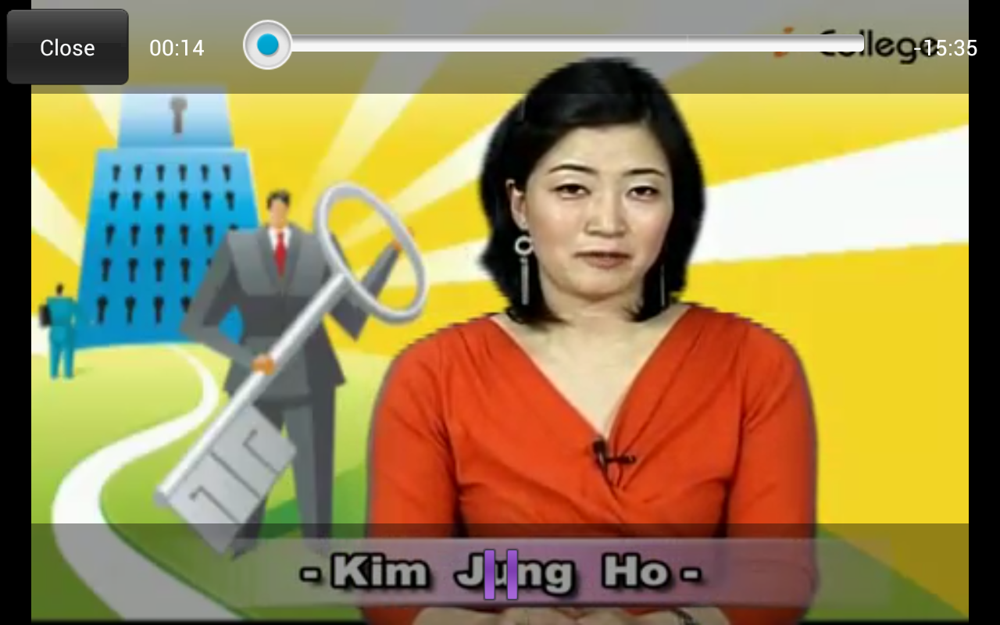 Close
00:14
i College
-15:35
- Kim Jung Ho -